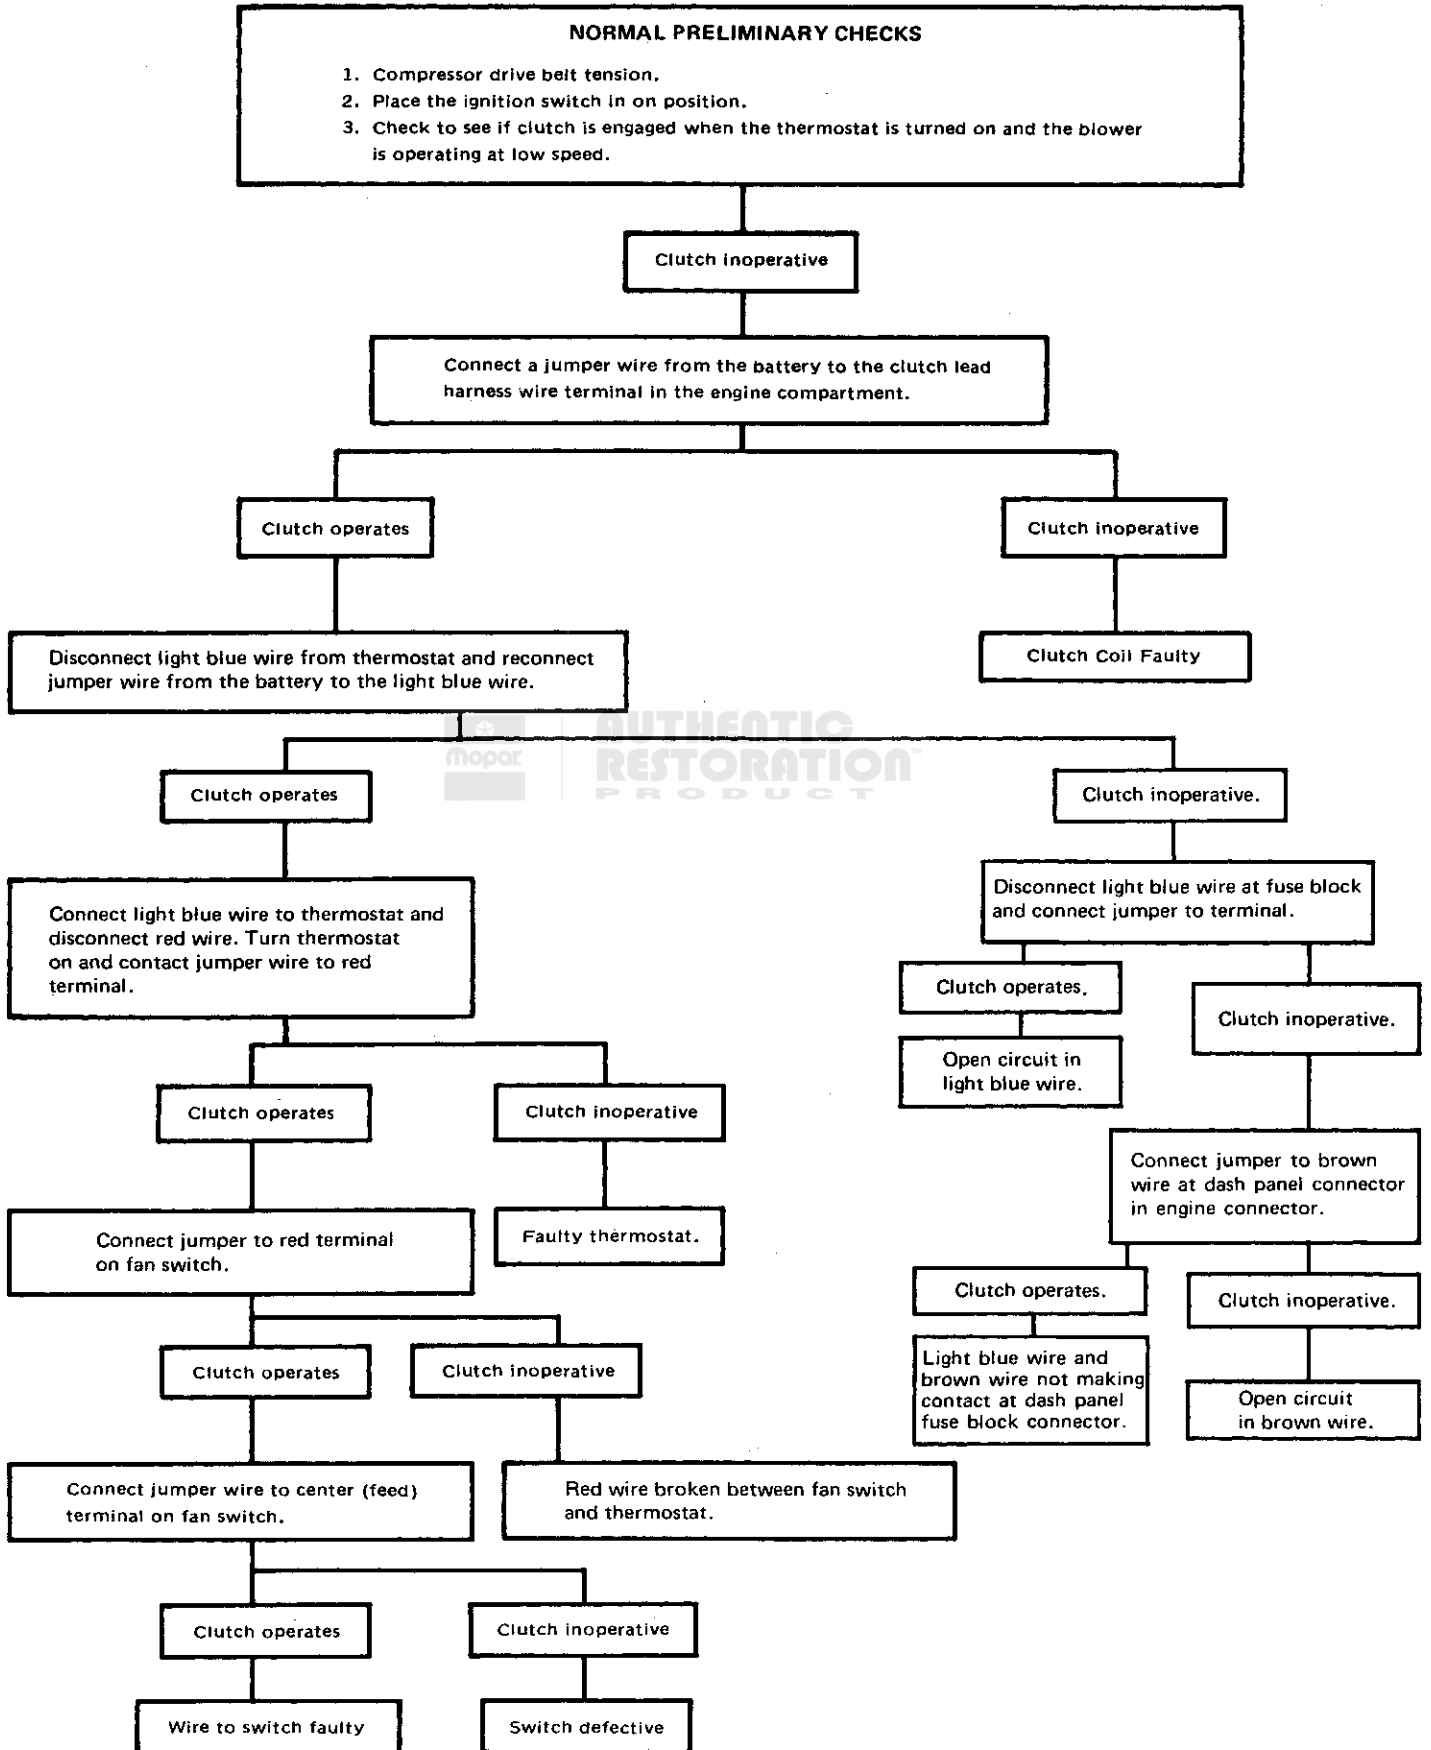 NORMAL PRELIMINARY CHECKS
1. Compressor drive belt tension.
2. Place the ignition switch in on position.
3. Check to see if clutch is engaged when the thermostat is turned on and the blower
is operating at low speed.
Clutch inoperative
Connect a jumper wire from the battery to the clutch lead
harness wire terminal in the engine compartment.
Clutch operates
Clutch inoperative
Disconnect light blue wire from thermostat and reconnect
jumper wire from the battery to the light blue wire.
Clutch Coil Faulty
Mopar
AUTHENTIC
RESTORATION™
PRODUCT
Clutch operates
Clutch inoperative.
Connect light blue wire to thermostat and
disconnect red wire. Turn thermostat
on and contact jumper wire to red
terminal.
Disconnect light blue wire at fuse block
and connect jumper to terminal.
Clutch operates.
Clutch inoperative.
Open circuit in
light blue wire.
Clutch operates
Clutch inoperative
Connect jumper to brown
wire at dash panel connector
in engine connector.
Connect jumper to red terminal
on fan switch.
Faulty thermostat.
Clutch operates.
Clutch inoperative.
Clutch operates
Clutch inoperative
Light blue wire and
brown wire not making
contact at dash panel
fuse block connector.
Open circuit
in brown wire.
Connect jumper wire to center (feed)
terminal on fan switch.
Red wire broken between fan switch
and thermostat.
Clutch operates
Clutch inoperative
Wire to switch faulty
Switch defective